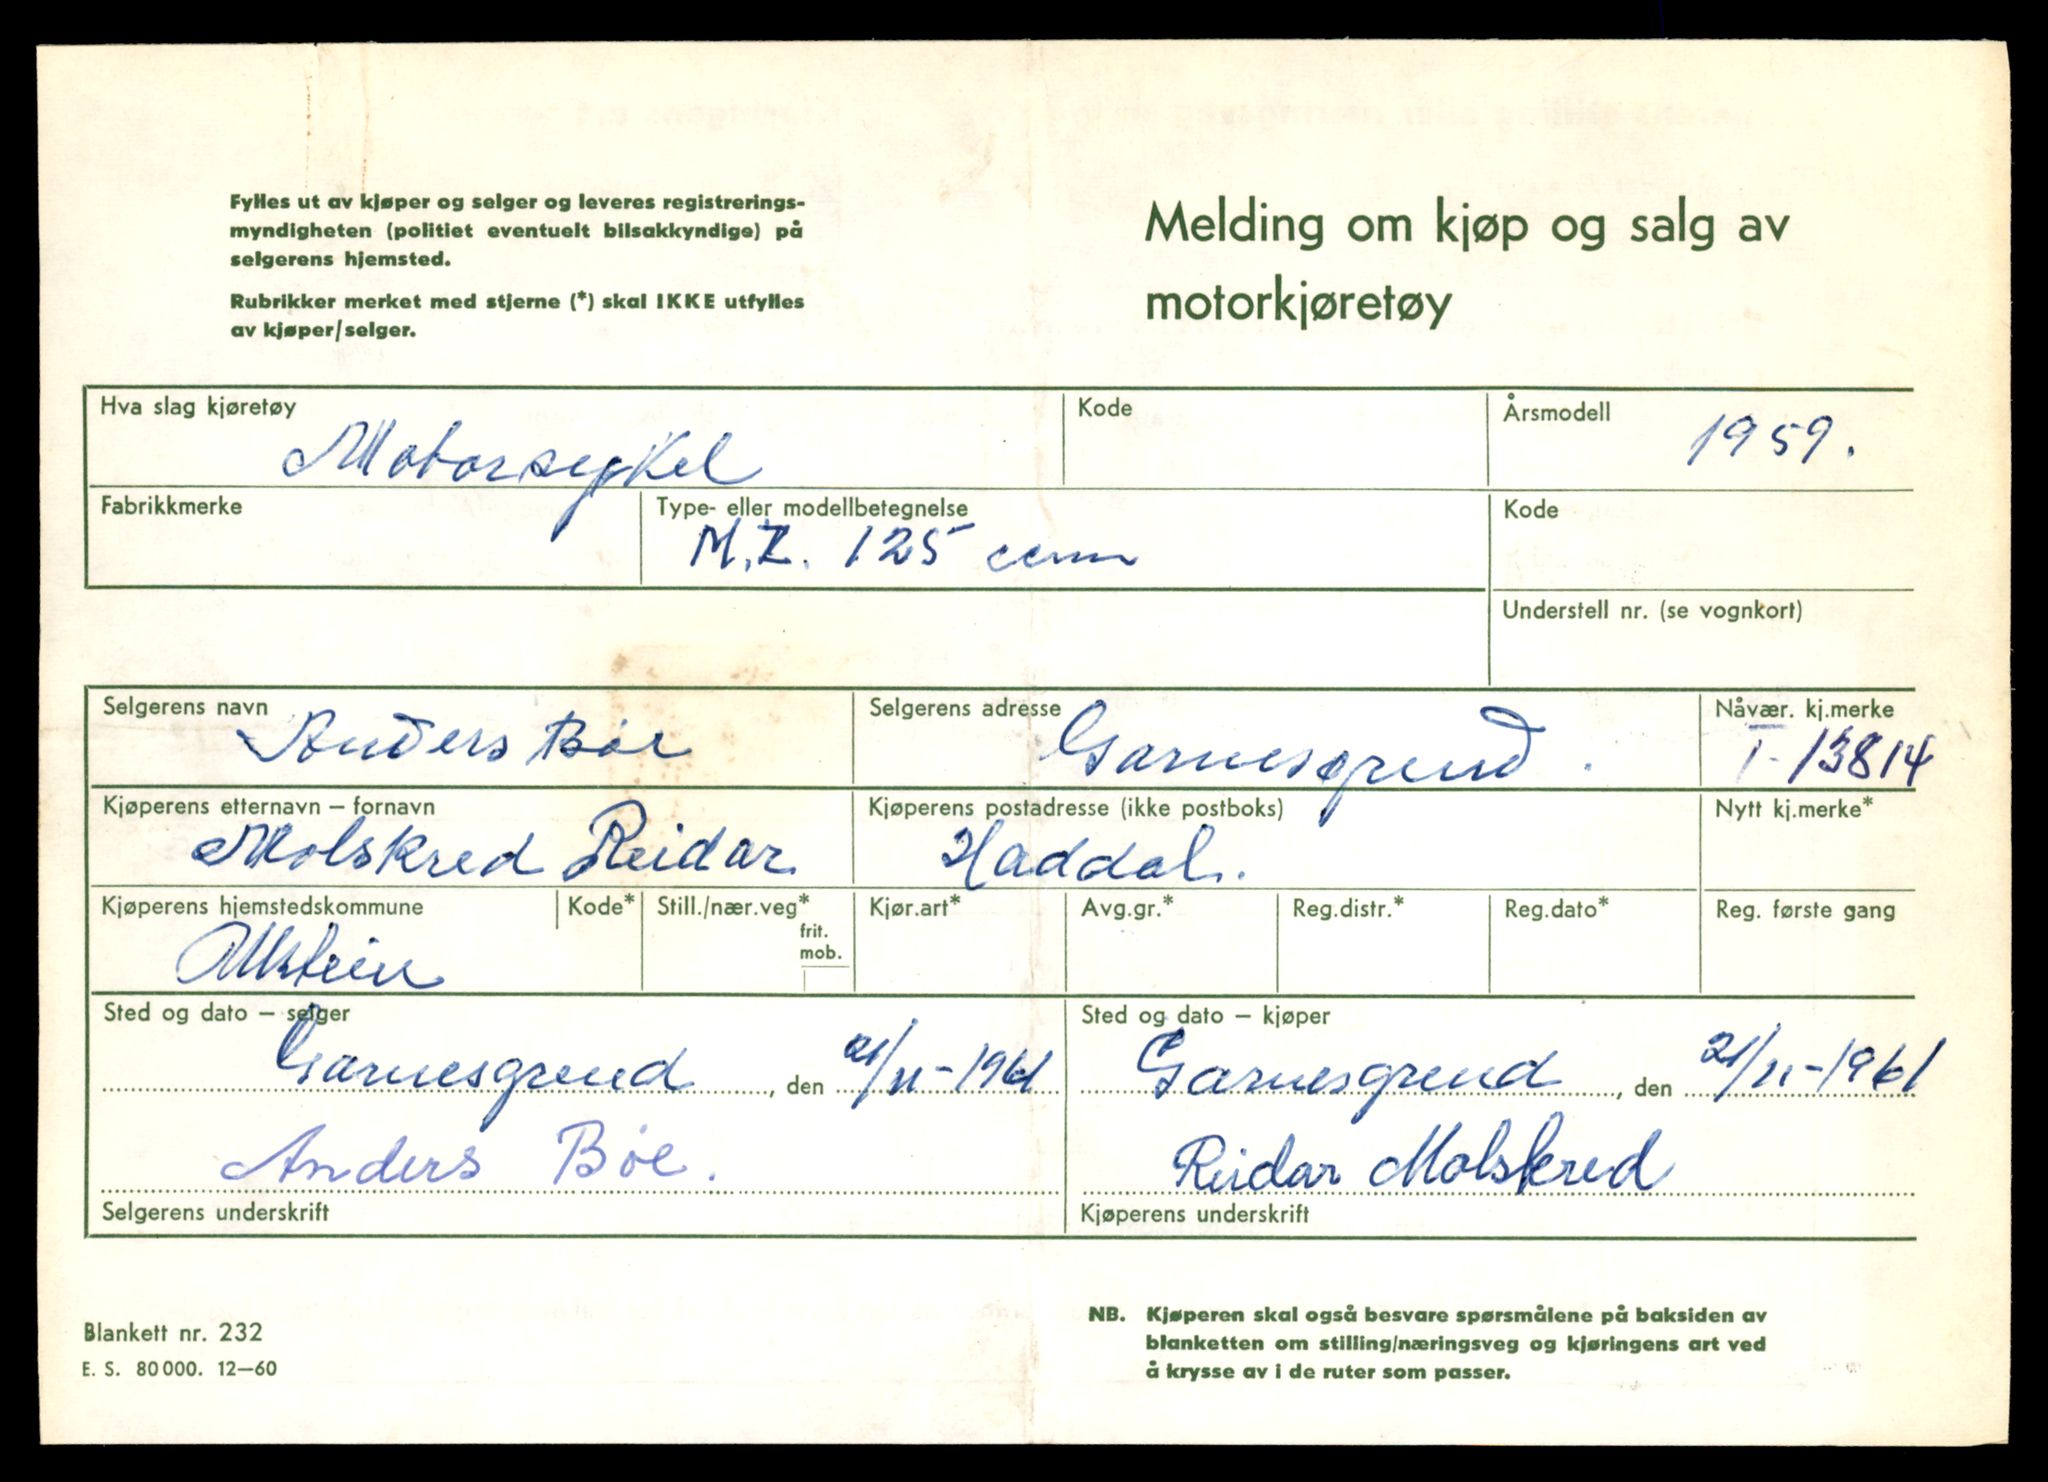 Fylles ut av kjøper og selger og leveres registrerings-
myndigheten (politiet eventuelt bilsakkyndige) på
selgerens hjemsted.
Rubrikker merket med stjerne (*) skal IKKE utfylles
av kjøper/selger.
Melding om kjøp og salg av
motorkjøretøy
Hva slag kjøretøy
Motorsykel
Kode
Årsmodell
1959.
Fabrikkmerke
Type- eller modellbetegnelse
M.Z. 125 ccm
Kode
Understell nr. (se vognkort)
Selgerens navn
Anders Bøe
Selgerens adresse
Garnesgrend.
Nåvær. kj.merke
T-13814
Kjøperens etternavn – fornavn
Molskred Reidar
Kjøperens postadresse (ikke postboks)
Haddal.
Nytt kj.merke*
Kjøperens hjemstedskommune
Ulstein
Kode*
Still./nær.veg*
frit.
mob.
Kjør.art*
Avg.gr.*
Reg.distr.*
Reg.dato*
Reg. første gang
Sted og dato – selger
Garnesgrend, den 21/11-1961
Anders Bøe.
Selgerens underskrift
Sted og dato – kjøper
Garnesgrend, den 21/11-1961
Reidar Molskred
Kjøperens underskrift
Blankett nr. 232
E. S. 80 000. 12—60
NB. Kjøperen skal også besvare spørsmålene på baksiden av
blanketten om stilling/næringsveg og kjøringens art ved
å krysse av i de ruter som passer.